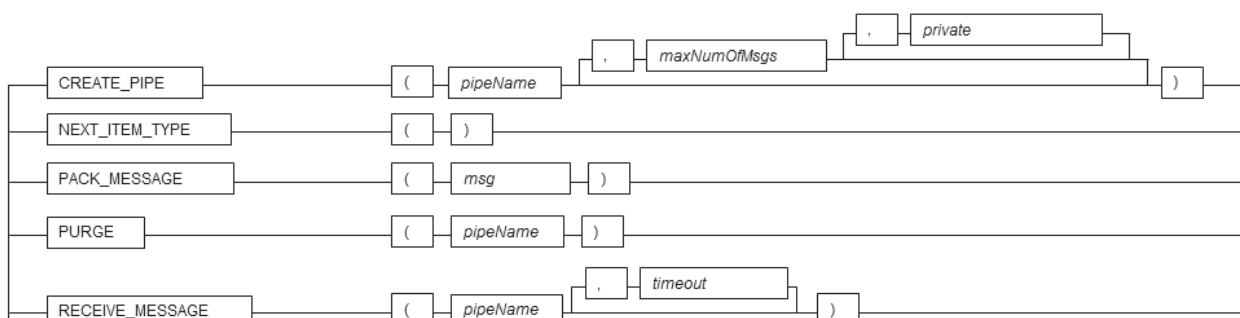 , private
, maxNumOfMsgs
CREATE_PIPE ( pipeName )
NEXT_ITEM_TYPE ( )
PACK_MESSAGE ( msg )
PURGE ( pipeName )
, timeout
RECEIVE_MESSAGE ( pipeName )